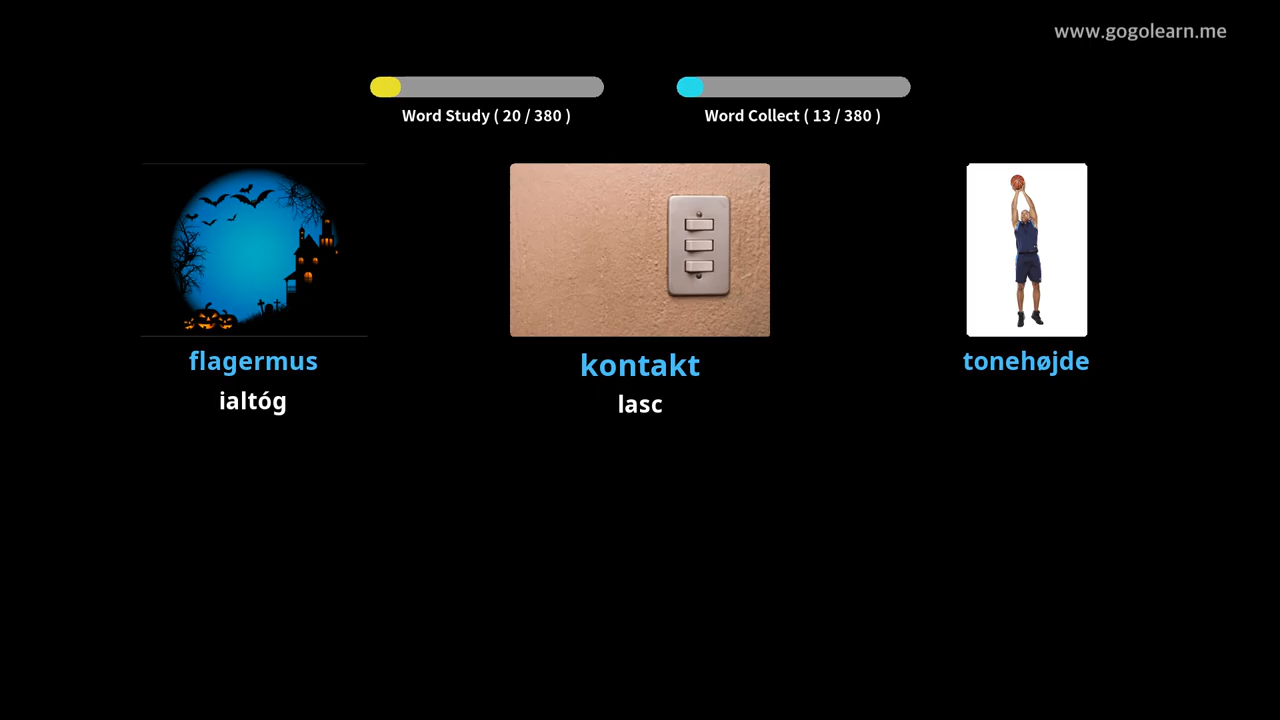 www.gogolearn.me
Word Study ( 20 / 380 )
Word Collect ( 13 / 380 )
flagermus
kontakt
tonehøjde
ialtóg
lasc